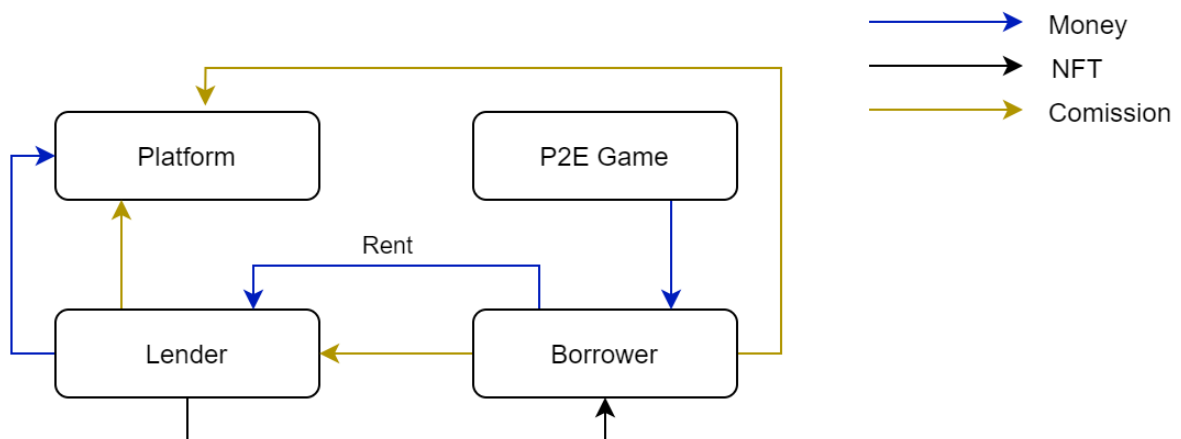 Money
NFT
Comission
Platform
P2E Game
Rent
Lender
Borrower